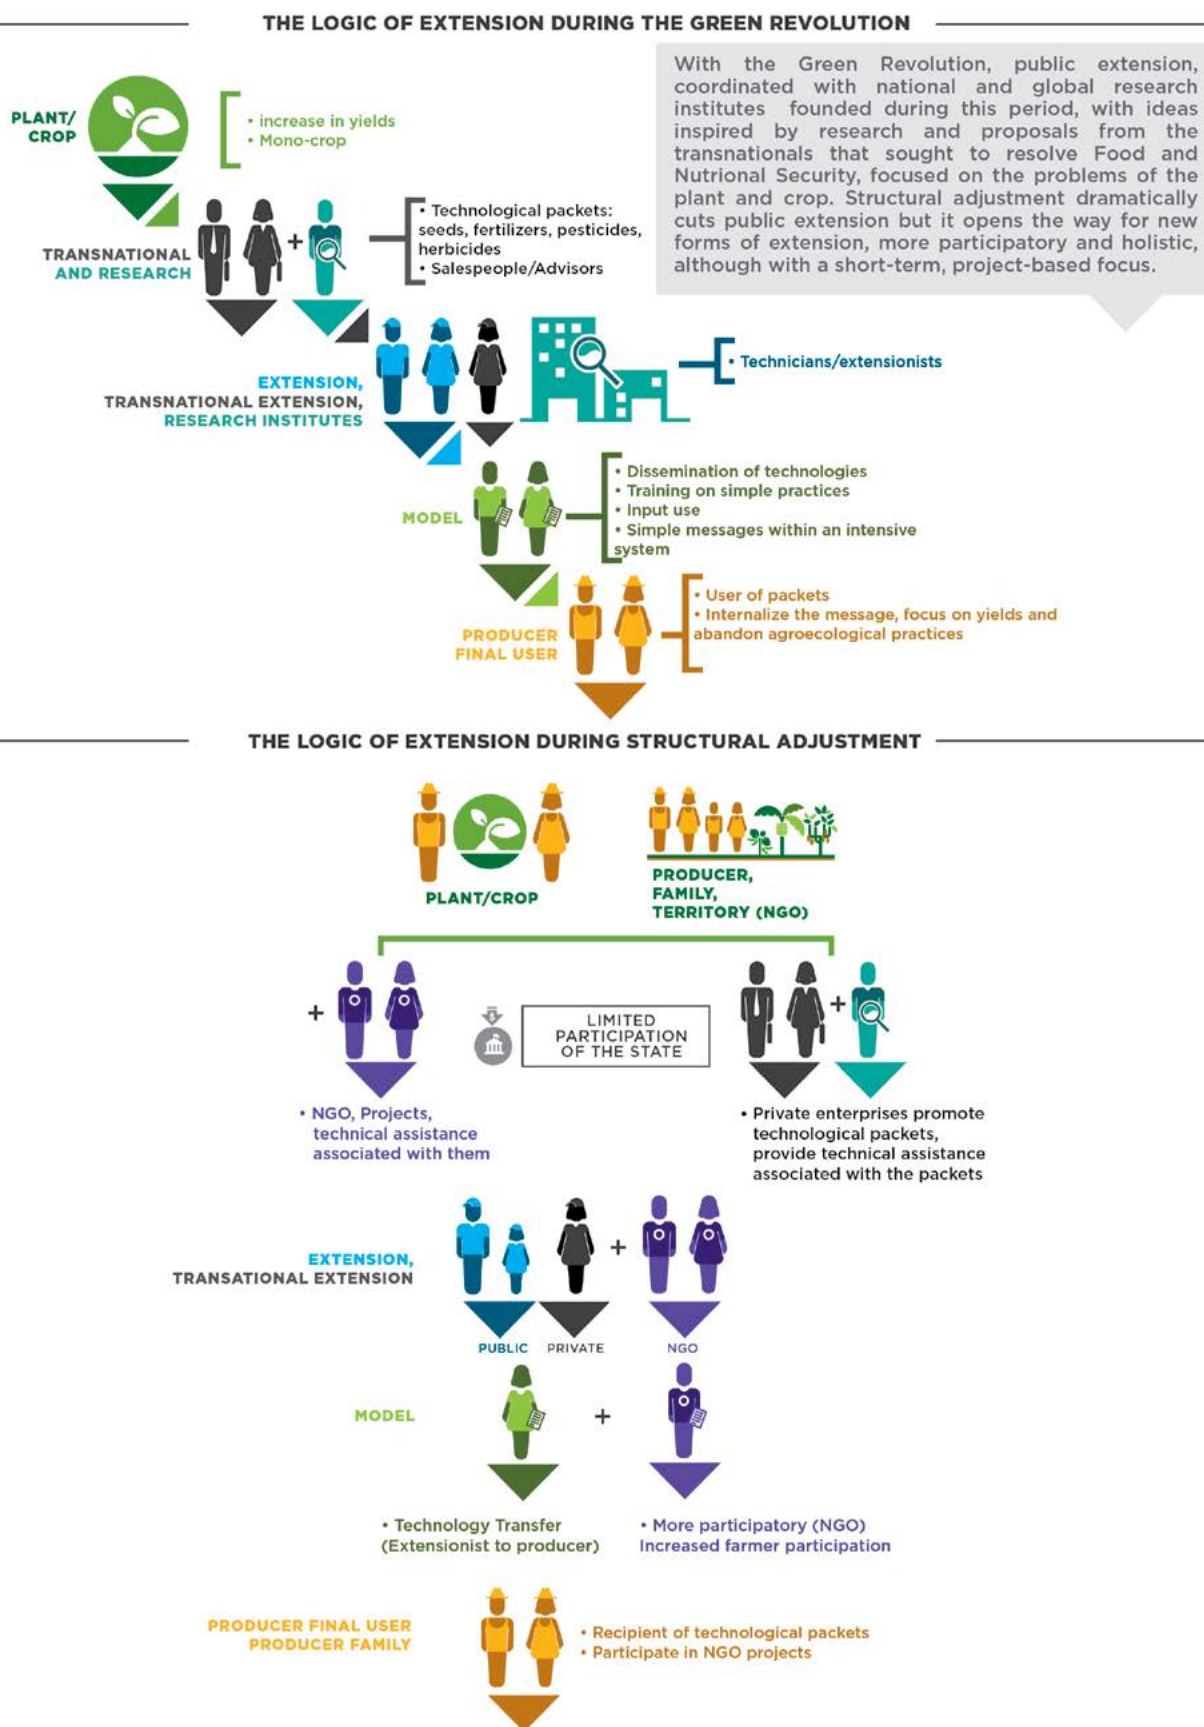 THE LOGIC OF EXTENSION DURING THE GREEN REVOLUTION
With the Green Revolution, public extension,
coordinated with national and global research
institutes founded during this period, with ideas
inspired by research and proposals from the
transnationals that sought to resolve Food and
Nutrional Security, focused on the problems of the
plant and crop. Structural adjustment dramatically
cuts public extension but it opens the way for new
forms of extension, more participatory and holistic,
although with a short-term, project-based focus.
PLANT/
CROP
• increase in yields
• Mono-crop
TRANSNATIONAL
AND RESEARCH
+
• Technological packets:
seeds, fertilizers, pesticides,
herbicides
• Salespeople/Advisors
EXTENSION,
TRANSNATIONAL EXTENSION,
RESEARCH INSTITUTES
• Technicians/extensionists
MODEL
• Dissemination of technologies
• Training on simple practices
• Input use
• Simple messages within an intensive
system
PRODUCER
FINAL USER
• User of packets
• Internalize the message, focus on yields and
abandon agroecological practices
THE LOGIC OF EXTENSION DURING STRUCTURAL ADJUSTMENT
PLANT/CROP
PRODUCER,
FAMILY,
TERRITORY (NGO)
+
LIMITED
PARTICIPATION
OF THE STATE
+
• NGO, Projects,
technical assistance
associated with them
• Private enterprises promote
technological packets,
provide technical assistance
associated with the packets
EXTENSION,
TRANSATIONAL EXTENSION
+
PUBLIC PRIVATE NGO
MODEL
+
• Technology Transfer
(Extensionist to producer)
• More participatory (NGO)
Increased farmer participation
PRODUCER FINAL USER
PRODUCER FAMILY
• Recipient of technological packets
• Participate in NGO projects